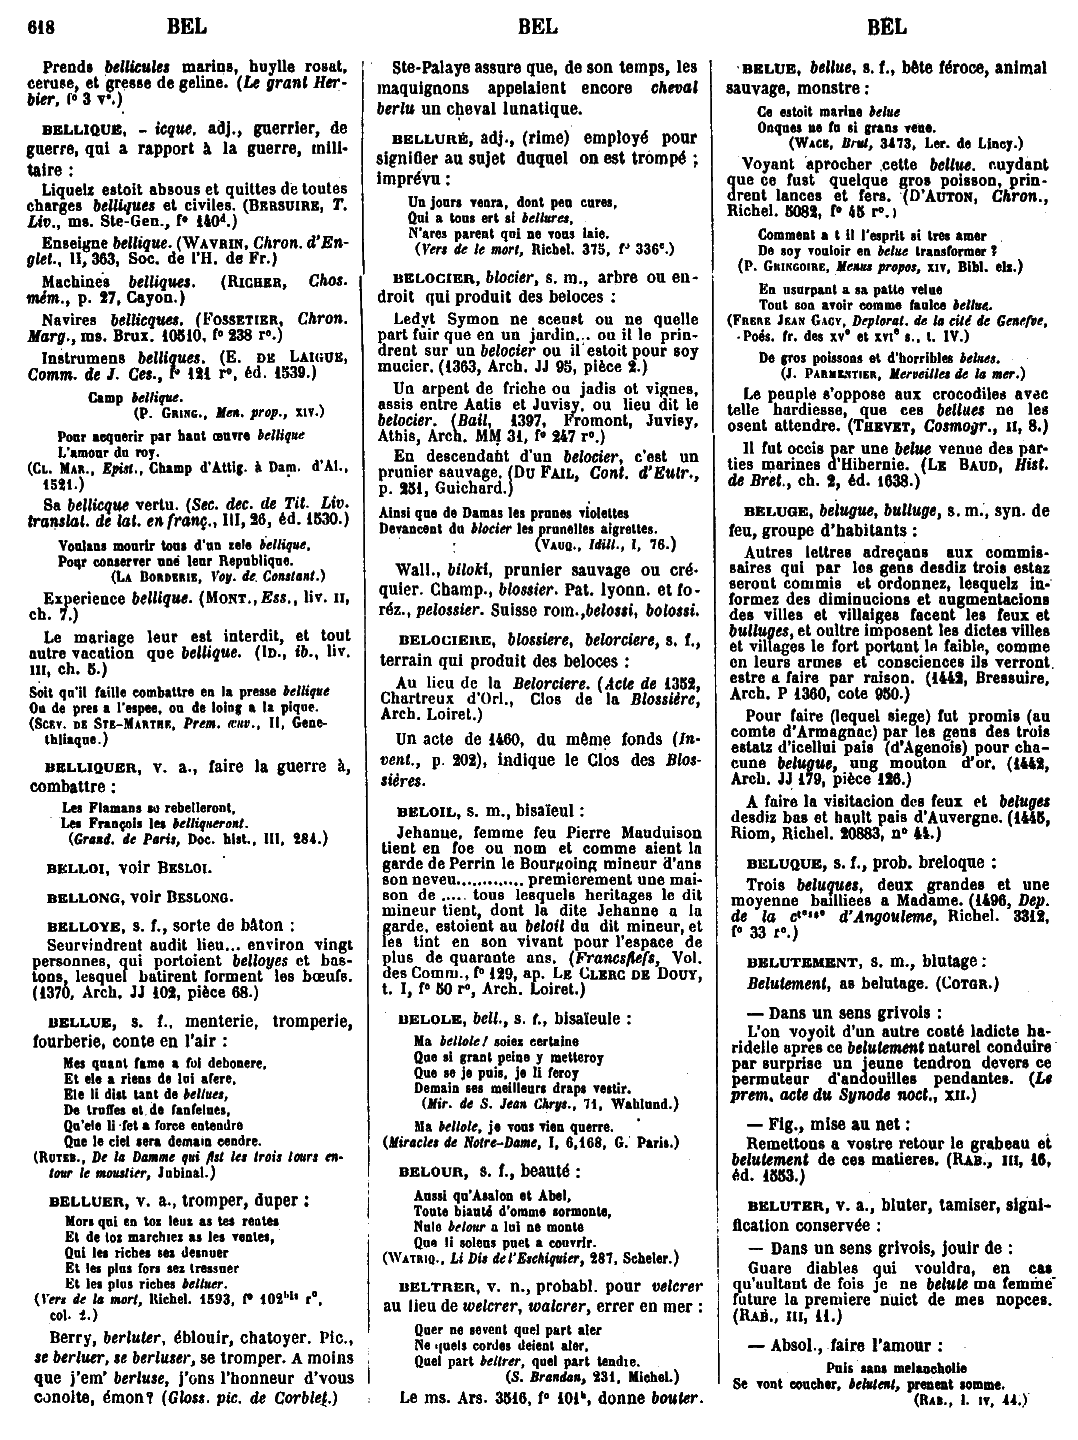 618 BEL BEL BEL
Prends bellicules marins, huylle rosat,
ceruse, et gresse de geline. (Le grant Her-
bier, f° 3 v°.)
BELLIQUE, - icque, adj., guerrier, de
guerre, qui a rapport à la guerre, mili-
taire :
Liquelz estoit absous et quittes de toutes
charges belliques et civiles. (BERSUIRE, T.
Liv., ms. Ste-Gen., f° 140d.)
Enseigne bellique. (WAVRIN, Chron. d'En-
glet., II, 363, Soc. de l'H. de Fr.)
Machines belliques. (RICHER, Chos.
mém., p. 27, Cayon.)
Navires bellicques. (FOSSETIER, Chron.
Marg., ms. Brux. 10510, f° 238 r°.)
Instrumens belliques. (E. DE LAIGUE,
Comm. de J. Ces., f° 121 r°, éd. 1539.)
Camp bellique.
(P. GRING., Men. prop., XIV.)
Pour acquerir par haut œuvre bellique
L'amour du roy.
(CL. MAR., Epist., Champ d'Attig. à Dam. d'Al.,
1521.)
Sa bellicque vertu. (Sec. dec. de Tit. Liv.
translat. de lat. en franç., III, 26, éd. 1530.)
Voulans mourir tous d'un zele bellique,
Pour conserver une leur Republique.
(LA BORDERIE, Voy. de Constant.)
Experience bellique. (MONT., Ess., liv. II,
ch. 7.)
Le mariage leur est interdit, et tout
autre vacation que bellique. (ID., ib., liv.
III, ch. 5.)
Soit qu'il faille combattre en la presse bellique
Ou de pres a l'espee, ou de loing a la pique.
(SCEV. DE STE-MARTHE, Prem. œuv., II, Gene-
thliaque.)
BELLIQUER, v. a., faire la guerre à,
combattre :
Les Flamans se rebelleront,
Les François les belliqueront.
(Grand. de Paris, Doc. hist., III, 284.)
BELLOI, voir BESLOI.
BELLONG, voir BESLONG.
BELLOYE, s. f., sorte de bâton :
Seurvindrent audit lieu... environ vingt
personnes, qui portoient belloyes et bas-
tons, lesquel batirent forment les bœufs.
(1370, Arch. JJ 102, pièce 68.)
BELLUE, s. f., menterie, tromperie,
fourberie, conte en l'air :
Mes quant fame a fol debonere,
Et ele a riens de lui afere,
Ele li dist tant de bellues,
De truffes et de fanfelues,
Qu'ele li fet a force entendre
Que le ciel sera demain cendre.
(RUTEB., De la Damme qui fist les trois tours en-
tour le moustier, Jubinal.)
BELLUER, v. a., tromper, duper :
Mors qui en toz leuz as tes rentes
Et de toz marchiez as les ventes,
Qui les riches sez desnuer
Et les plus fors sez tressuer
Et les plus riches belluer.
(Vers de la mort, Richel. 1593, f° 102bis r°,
col. 2.)
Berry, berluter, éblouir, chatoyer. Pic.,
se berluer, se berluser, se tromper. A moins
que j'em' berluse, j'ons l'honneur d'vous
conoite, émon? (Gloss. pic. de Corblet.)
Ste-Palaye assure que, de son temps, les
maquignons appelaient encore cheval
berlu un cheval lunatique.
BELLURÉ, adj., (rime) employé pour
signifier au sujet duquel on est trompé ;
imprévu :
Un jours venra, dont peu cures,
Qui a tous ert si bellures,
N'ares parent qui ne vous laie.
(Vers de le mort, Richel. 375, f° 336c.)
BELOCIER, blocier, s. m., arbre ou en-
droit qui produit des beloces :
Ledyt Symon ne sceust ou ne quelle
part fuir que en un jardin... ou il le prin-
drent sur un belocier ou il estoit pour soy
mucier. (1363, Arch. JJ 95, pièce 2.)
Un arpent de friche ou jadis ot vignes,
assis entre Aatis et Juvisy, ou lieu dit le
belocier. (Bail, 1397, Fromont, Juvisy,
Athis, Arch. MM 31, f° 247 r°.)
En descendant d'un belocier, c'est un
prunier sauvage. (DU FAIL, Cont. d'Eutr.,
p. 251, Guichard.)
Ainsi que de Damas les prunes violettes
Devancent du blocier les prunelles aigrettes.
(VAUQ., Idill., I, 76.)
Wall., biloki, prunier sauvage ou cré-
quier. Champ., blossier. Pat. lyonn. et fo-
réz., pelossier. Suisse rom., belossi, bolossi.
BELOCIERE, blossiere, belorciere, s. f.,
terrain qui produit des beloces :
Au lieu de la Belorciere. (Acte de 1352,
Chartreux d'Orl., Clos de la Blossière,
Arch. Loiret.)
Un acte de 1460, du même fonds (In-
vent., p. 202), indique le Clos des Blos-
sières.
BELOIL, s. m., bisaïeul :
Jehanne, femme feu Pierre Mauduison
tient en foe ou nom et comme aient la
garde de Perrin le Bourgoing mineur d'ans
son neveu............ premierement une mai-
son de ..... tous lesquels heritages le dit
mineur tient, dont la dite Jehanne a la
garde, estoient au beloil du dit mineur, et
les tint en son vivant pour l'espace de
plus de quarante ans. (Francsfiefs, Vol.
des Comm., f° 129, ap. LE CLERC DE DOUY,
t. I, f° 50 r°, Arch. Loiret.)
BELOLE, bell., s. f., bisaïeule :
Ma bellole! soiez certaine
Que si grant peine y metteroy
Que se je puis, je li feroy
Demain ses meilleurs draps vestir.
(Mir. de S. Jean Chrys., 71, Wahlund.)
Ma bellole, je vous vien querre.
(Miracles de Notre-Dame, I, 6,168, G. Paris.)
BELOUR, s. f., beauté :
Aussi qu'Asalon et Abel,
Toute biauté d'omme sormonte,
Nule belour a lui ne monte
Que li solens puet a couvrir.
(WATRIQ., Li Dis de l'Eschiquier, 287, Scheler.)
BELTRER, v. n., probabl. pour velcrer
au lieu de welcrer, walcrer, errer en mer :
Quer ne sevent quel part aler
Ne quels cordes deient aler,
Quel part beltrer, quel part tendre.
(S. Brandan, 231, Michel.)
Le ms. Ars. 3516, f° 101b, donne bouter.
BELUE, bellue, s. f., bête féroce, animal
sauvage, monstre :
Ce estoit marine belue
Onques ne fu si grans veue.
(WACE, Brut, 3473, Ler. de Lincy.)
Voyant aprocher cette bellue, cuydant
que ce fust quelque gros poisson, prin-
drent lances et fers. (D'AUTON, Chron.,
Richel. 5082, f° 45 r°.)
Comment a t il l'esprit si tres amer
De soy vouloir en belue transformer ?
(P. GRINGOIRE, Menus propos, XIV, Bibl. elz.)
En usurpant a sa patte velue
Tout son avoir comme faulce bellue.
(FRERE JEAN GACY, Deplorat. de la cité de Genefve,
Poés. fr. des XVe et XVIe s., t. IV.)
De gros poissons et d'horribles belues.
(J. PARMENTIER, Merveilles de la mer.)
Le peuple s'oppose aux crocodiles avec
telle hardiesse, que ces bellues ne les
osent attendre. (THEVET, Cosmogr., II, 8.)
Il fut occis par une belue venue des par-
ties marines d'Hibernie. (LE BAUD, Hist.
de Bret., ch. 2, éd. 1638.)
BELUGE, belugue, bulluge, s. m., syn. de
feu, groupe d'habitants :
Autres lettres adreçans aux commis-
saires qui par les gens desdiz trois estaz
seront commis et ordonnez, lesquelz in-
formez des diminucions et augmentacions
des villes et villaiges facent les feux et
bulluges, et oultre imposent les dictes villes
et villages le fort portant le faible, comme
en leurs armes et consciences ils verront
estre a faire par raison. (1442, Bressuire,
Arch. P 1360, cote 950.)
Pour faire (lequel siege) fut promis (au
comte d'Armagnac) par les gens des trois
estatz d'icellui pais (d'Agenois) pour cha-
cune belugue, ung mouton d'or. (1442,
Arch. JJ 179, pièce 126.)
A faire la visitacion des feux et beluges
desdiz bas et hault pais d'Auvergne. (1445,
Riom, Richel. 20883, n° 44.)
BELUQUE, s. f., prob. breloque :
Trois beluques, deux grandes et une
moyenne bailliees a Madame. (1496, Dep.
de la ctesse d'Angouleme, Richel. 3312,
f° 33 r°.)
BELUTEMENT, s. m., blutage :
Belutement, as belutage. (COTGR.)
— Dans un sens grivois :
L'on voyoit d'un autre costé ladicte ha-
ridelle apres ce belutement naturel conduire
par surprise un jeune tendron devers ce
permuteur d'andouilles pendantes. (Le
prem. acte du Synode noct., XII.)
— Fig., mise au net :
Remettons a vostre retour le grabeau et
belutement de ces matieres. (RAB., III, 16,
éd. 1553.)
BELUTER, v. a., bluter, tamiser, signi-
fication conservée :
— Dans un sens grivois, jouir de :
Guare diables qui vouldra, en cas
qu'aultant de fois je ne belute ma femme
future la premiere nuict de mes nopces.
(RAB., III, 11.)
— Absol., faire l'amour :
Puis sans melancholie
Se vont coucher, belutent, prenent somme.
(RAB., l. IV, 44.)